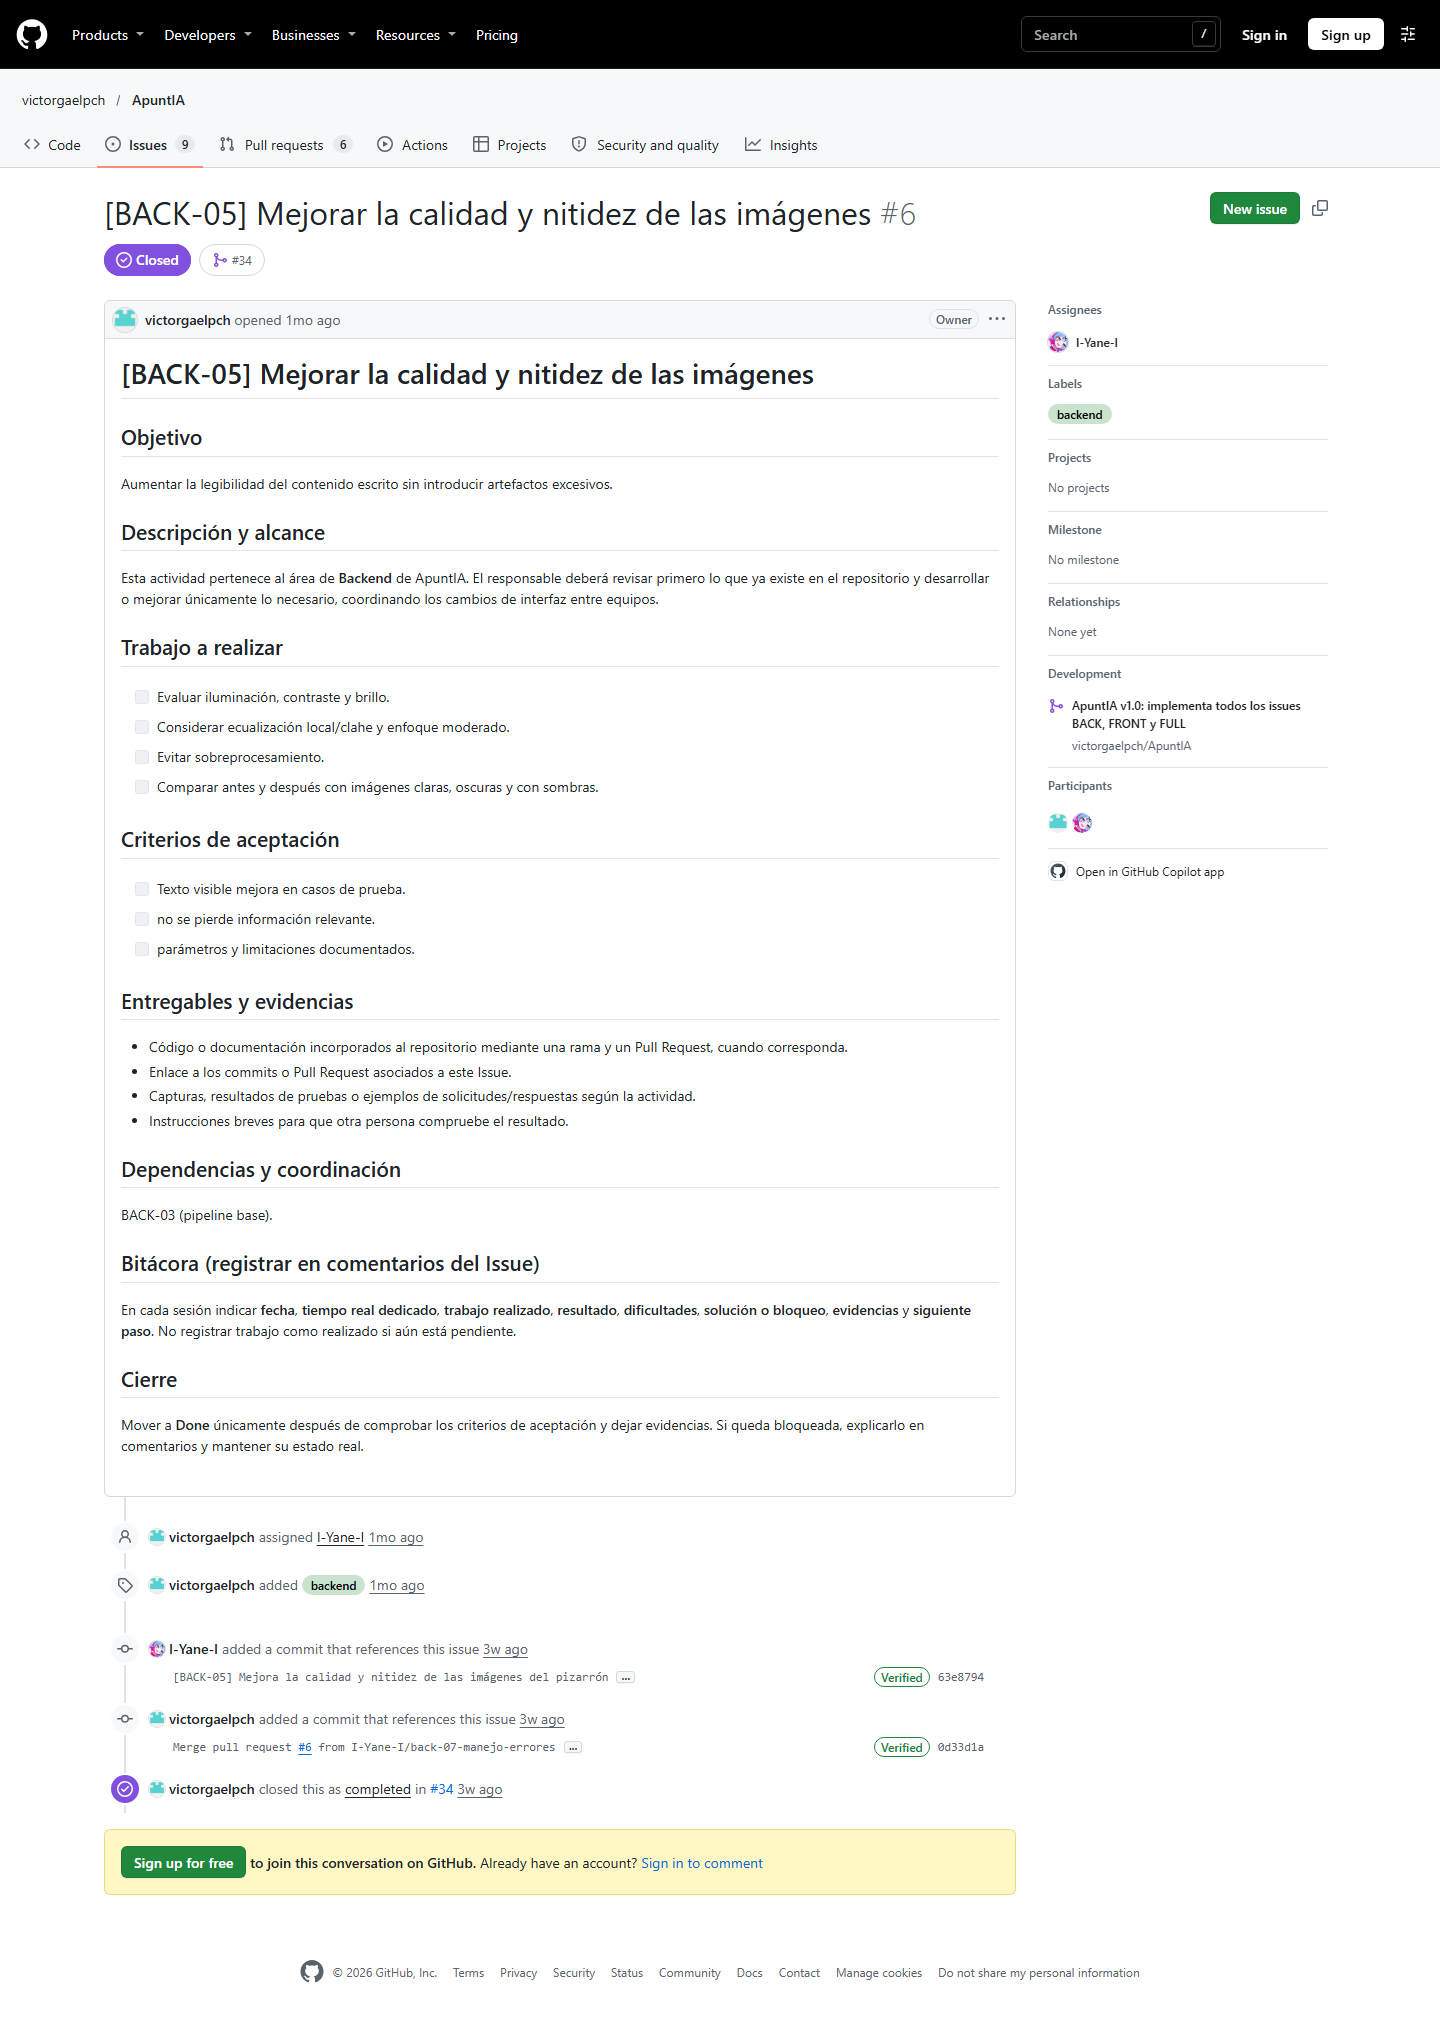 Products Developers Businesses Resources Pricing Search / Sign in Sign up
victorgaelpch / ApuntIA
Code Issues 9 Pull requests 6 Actions Projects Security and quality Insights
[BACK-05] Mejorar la calidad y nitidez de las imágenes #6
New issue
Closed #34
victorgaelpch opened 1mo ago Owner
[BACK-05] Mejorar la calidad y nitidez de las imágenes
Objetivo
Aumentar la legibilidad del contenido escrito sin introducir artefactos excesivos.
Descripción y alcance
Esta actividad pertenece al área de Backend de ApuntIA. El responsable deberá revisar primero lo que ya existe en el repositorio y desarrollar
o mejorar únicamente lo necesario, coordinando los cambios de interfaz entre equipos.
Trabajo a realizar
Evaluar iluminación, contraste y brillo.
Considerar ecualización local/clahe y enfoque moderado.
Evitar sobreprocesamiento.
Comparar antes y después con imágenes claras, oscuras y con sombras.
Criterios de aceptación
Texto visible mejora en casos de prueba.
no se pierde información relevante.
parámetros y limitaciones documentados.
Entregables y evidencias
Código o documentación incorporados al repositorio mediante una rama y un Pull Request, cuando corresponda.
Enlace a los commits o Pull Request asociados a este Issue.
Capturas, resultados de pruebas o ejemplos de solicitudes/respuestas según la actividad.
Instrucciones breves para que otra persona compruebe el resultado.
Dependencias y coordinación
BACK-03 (pipeline base).
Bitácora (registrar en comentarios del Issue)
En cada sesión indicar fecha, tiempo real dedicado, trabajo realizado, resultado, dificultades, solución o bloqueo, evidencias y siguiente
paso. No registrar trabajo como realizado si aún está pendiente.
Cierre
Mover a Done únicamente después de comprobar los criterios de aceptación y dejar evidencias. Si queda bloqueada, explicarlo en
comentarios y mantener su estado real.
victorgaelpch assigned I-Yane-I 1mo ago
victorgaelpch added backend 1mo ago
I-Yane-I added a commit that references this issue 3w ago
[BACK-05] Mejora la calidad y nitidez de las imágenes del pizarrón ... Verified 63e8794
victorgaelpch added a commit that references this issue 3w ago
Merge pull request #6 from I-Yane-I/back-07-manejo-errores ... Verified 0d33d1a
victorgaelpch closed this as completed in #34 3w ago
Sign up for free to join this conversation on GitHub. Already have an account? Sign in to comment
Assignees
I-Yane-I
Labels
backend
Projects
No projects
Milestone
No milestone
Relationships
None yet
Development
ApuntIA v1.0: implementa todos los issues
BACK, FRONT y FULL
victorgaelpch/ApuntIA
Participants
Open in GitHub Copilot app
© 2026 GitHub, Inc. Terms Privacy Security Status Community Docs Contact Manage cookies Do not share my personal information